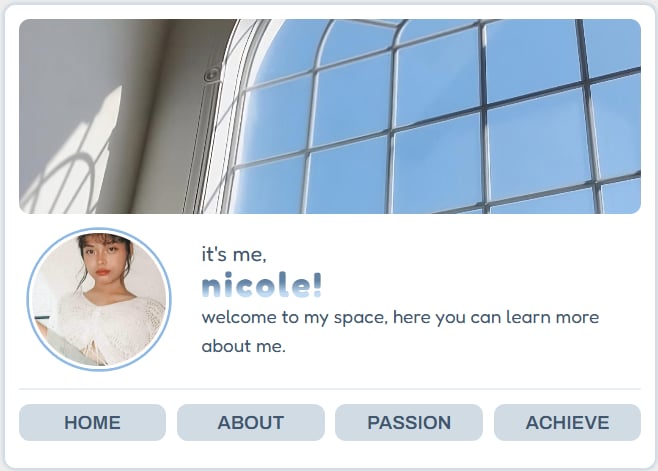 it's me,
nicole!
welcome to my space, here you can learn more
about me.
HOME
ABOUT
PASSION
ACHIEVE